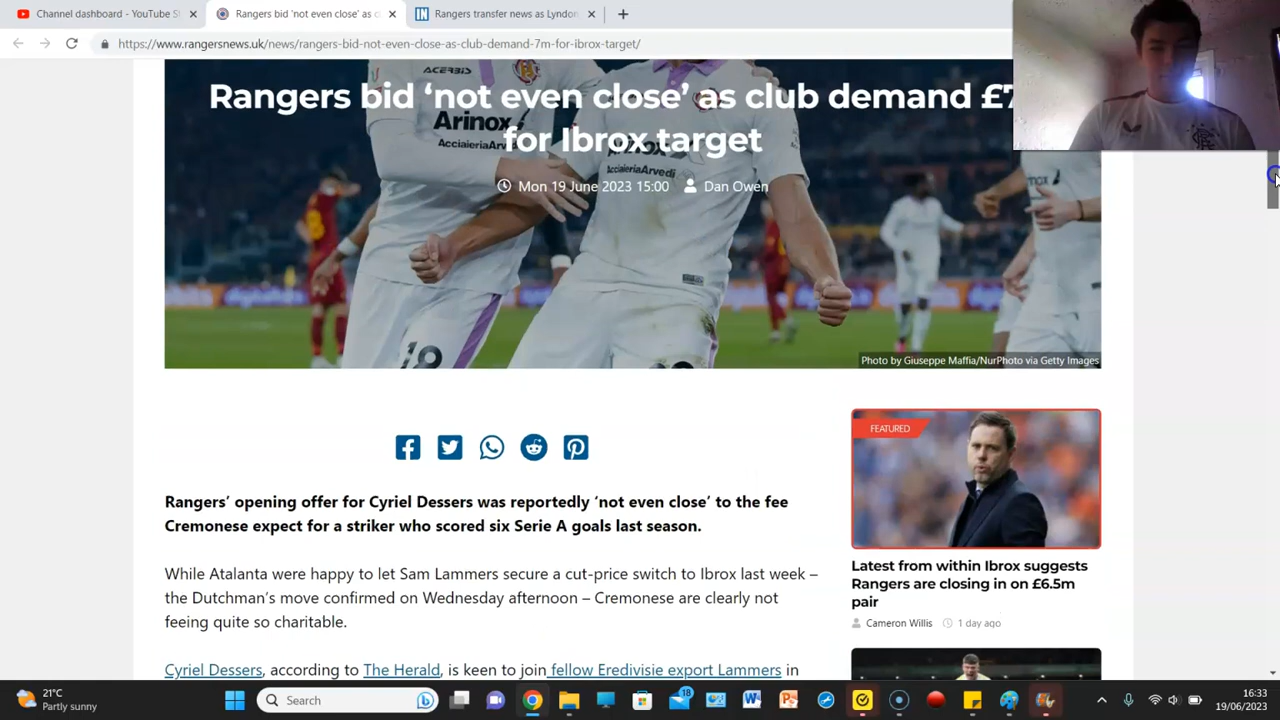 Channel dashboard - YouTube S
Rangers bid 'not even close' as c
Rangers transfer news as Lyndon
https://www.rangersnews.uk/news/rangers-bid-not-even-close-as-club-demand-7m-for-ibrox-target/
ACERBIS
Rangers bid ‘not even close’ as club demand £7
for Ibrox target
Arinox
AcciaieriaArv
AcciaieriaArvedi
Mon 19 June 2023 15:00 Dan Owen
18
Photo by Giuseppe Maffia/NurPhoto via Getty Images
FEATURED
Rangers’ opening offer for Cyriel Dessers was reportedly ‘not even close’ to the fee
Cremonese expect for a striker who scored six Serie A goals last season.
While Atalanta were happy to let Sam Lammers secure a cut-price switch to Ibrox last week –
the Dutchman’s move confirmed on Wednesday afternoon – Cremonese are clearly not
feeing quite so charitable.
Cyriel Dessers, according to The Herald, is keen to join fellow Eredivisie export Lammers in
Latest from within Ibrox suggests
Rangers are closing in on £6.5m
pair
Cameron Willis 1 day ago
21°C
Partly sunny
Search
18
16:33
19/06/2023